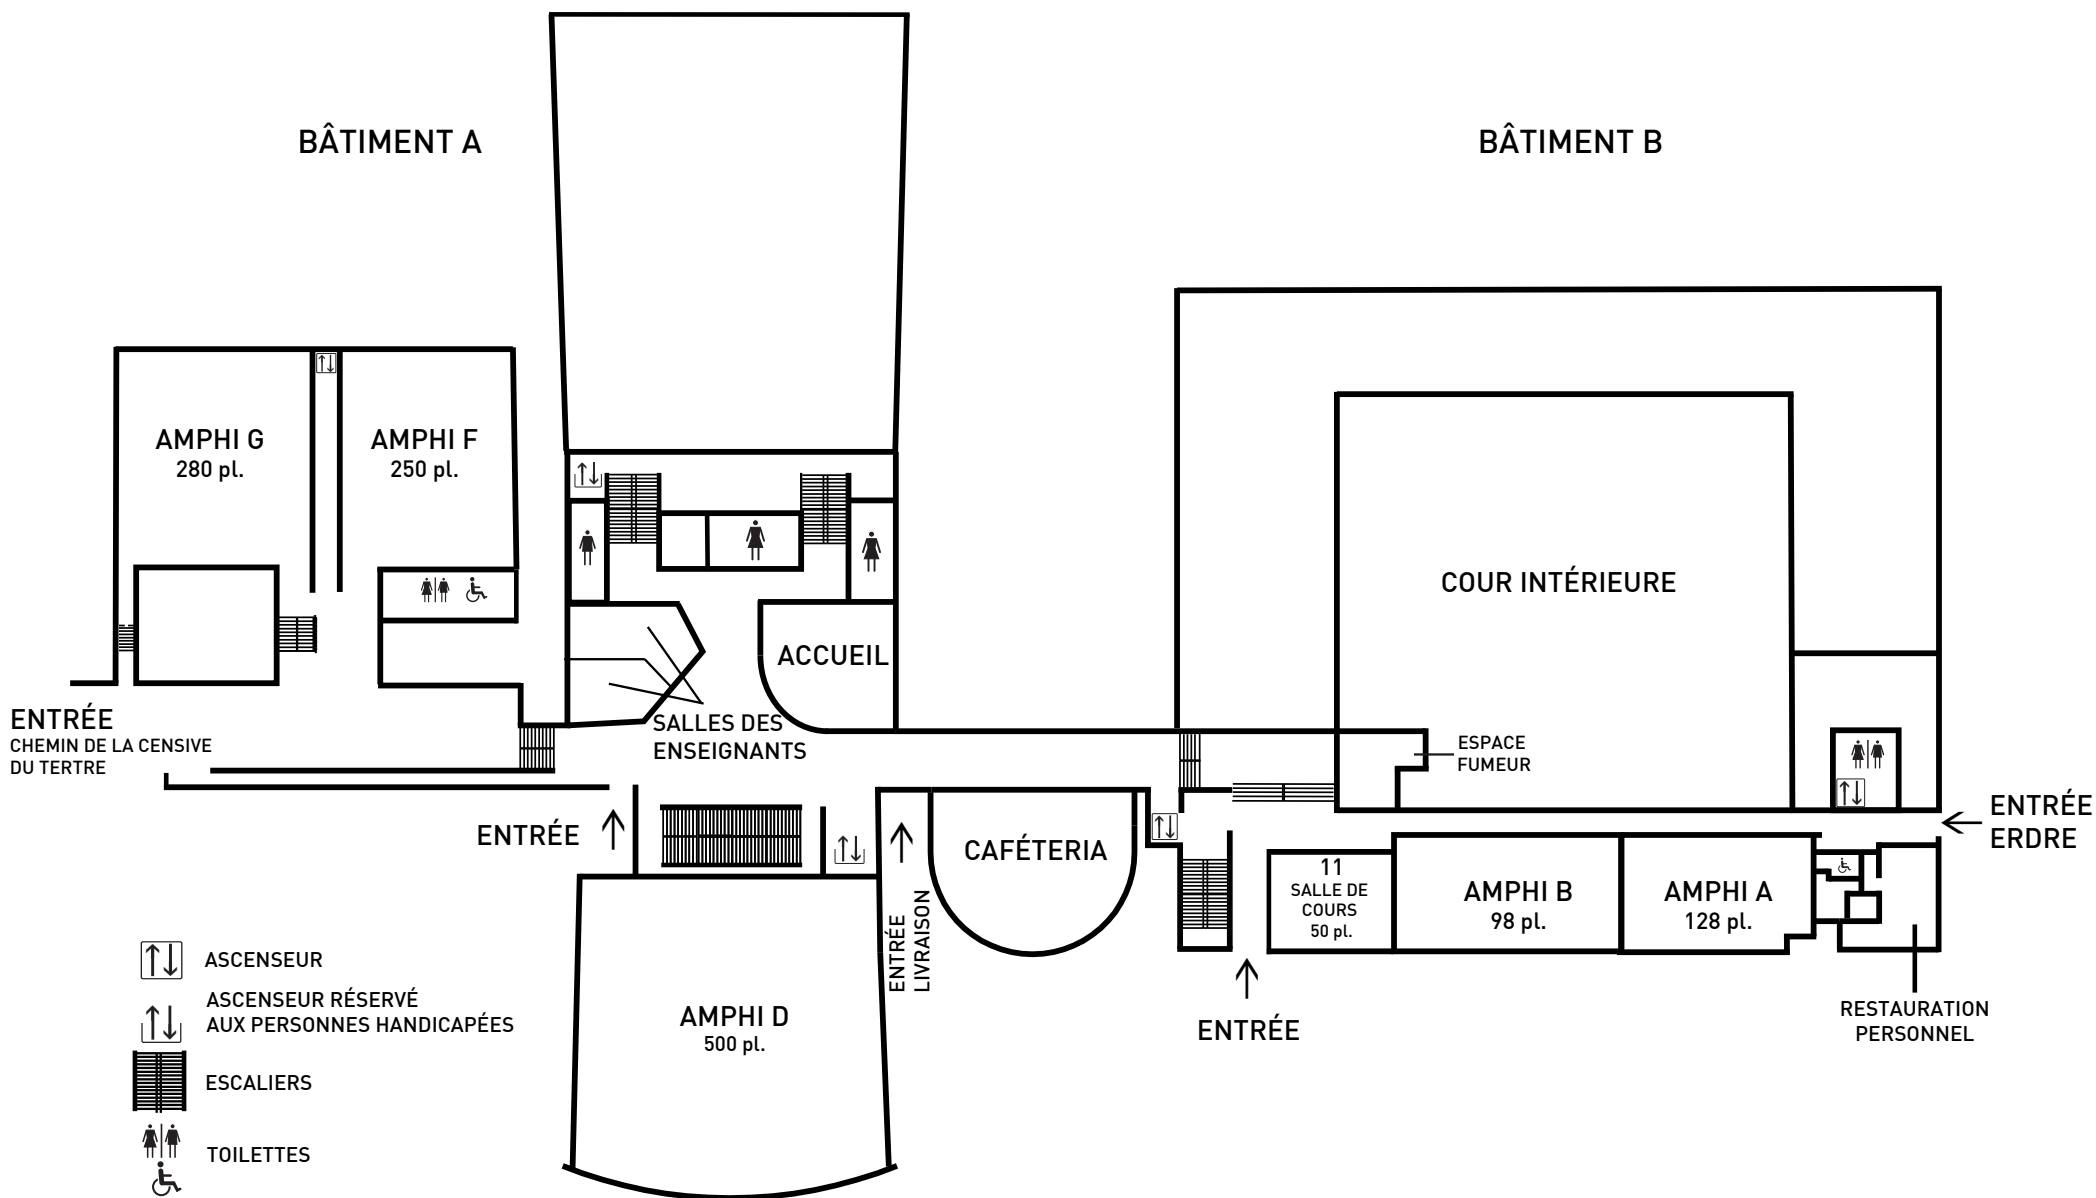 BÂTIMENT A
BÂTIMENT B
AMPHI G
280 pl.
AMPHI F
250 pl.
COUR INTÉRIEURE
ACCUEIL
ENTRÉE
CHEMIN DE LA CENSIVE
DU TERTRE
SALLES DES
ENSEIGNANTS
ESPACE
FUMEUR
ENTRÉE
ERDRE
ENTRÉE
CAFÉTERIA
11
SALLE DE
COURS
50 pl.
AMPHI B
98 pl.
AMPHI A
128 pl.
ENTRÉE
LIVRAISON
AMPHI D
500 pl.
ENTRÉE
RESTAURATION
PERSONNEL
ASCENSEUR
ASCENSEUR RÉSERVÉ
AUX PERSONNES HANDICAPÉES
ESCALIERS
TOILETTES